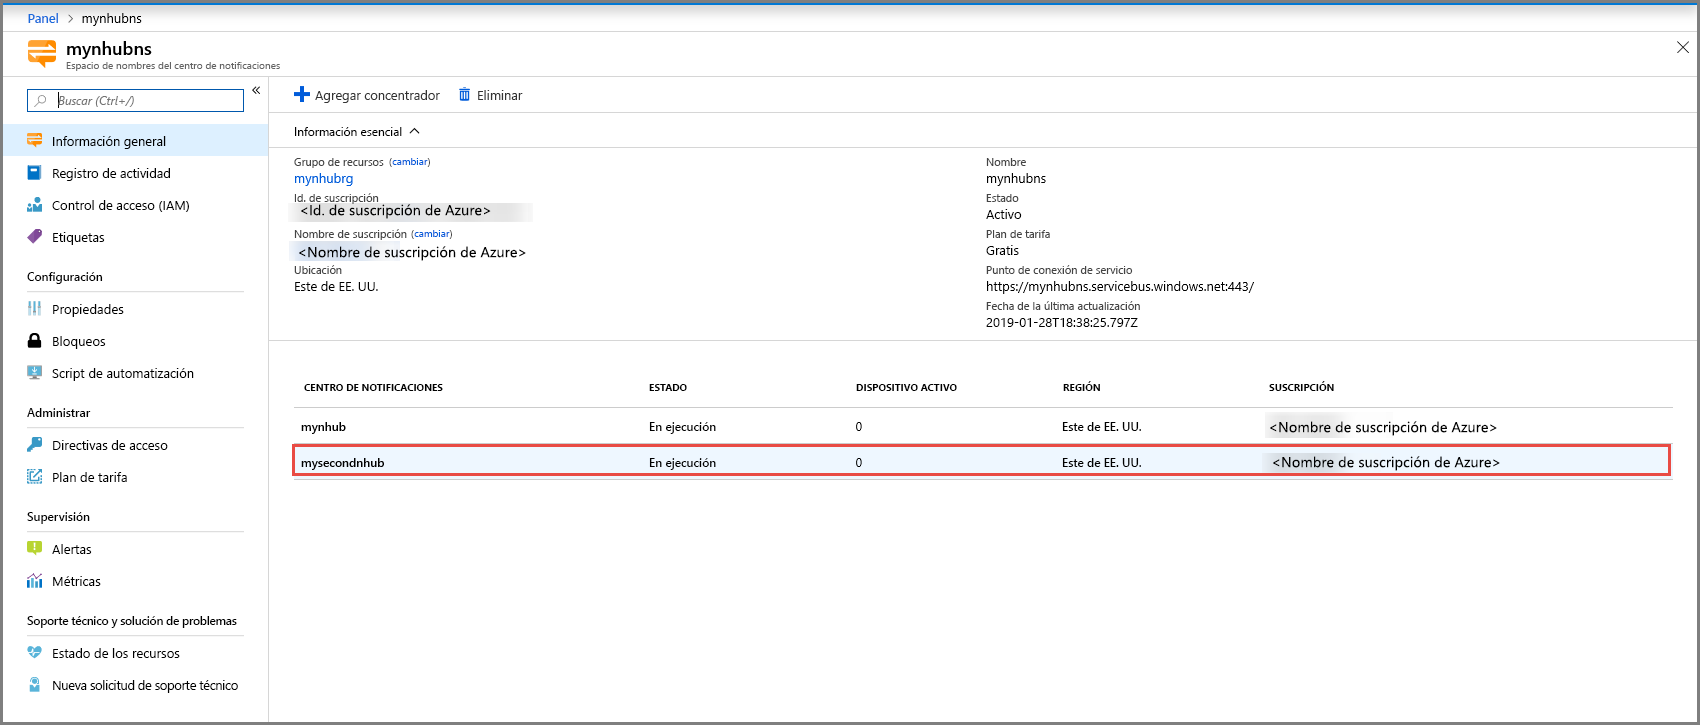 Panel > mynhubns
mynhubns
Espacio de nombres del centro de notificaciones
Buscar (Ctrl+/)
«
Información general
Registro de actividad
Control de acceso (IAM)
Etiquetas
Configuración
Propiedades
Bloqueos
Script de automatización
Administrar
Directivas de acceso
Plan de tarifa
Supervisión
Alertas
Métricas
Soporte técnico y solución de problemas
Estado de los recursos
Nueva solicitud de soporte técnico
Agregar concentrador Eliminar
Información esencial
Grupo de recursos (cambiar)
mynhubrg
Id. de suscripción
<Id. de suscripción de Azure>
Nombre de suscripción (cambiar)
<Nombre de suscripción de Azure>
Ubicación
Este de EE. UU.
Nombre
mynhubns
Estado
Activo
Plan de tarifa
Gratis
Punto de conexión de servicio
https://mynhubns.servicebus.windows.net:443/
Fecha de la última actualización
2019-01-28T18:38:25.797Z
CENTRO DE NOTIFICACIONES ESTADO DISPOSITIVO ACTIVO REGIÓN SUSCRIPCIÓN
mynhub En ejecución 0 Este de EE. UU. <Nombre de suscripción de Azure>
mysecondnhub En ejecución 0 Este de EE. UU. <Nombre de suscripción de Azure>